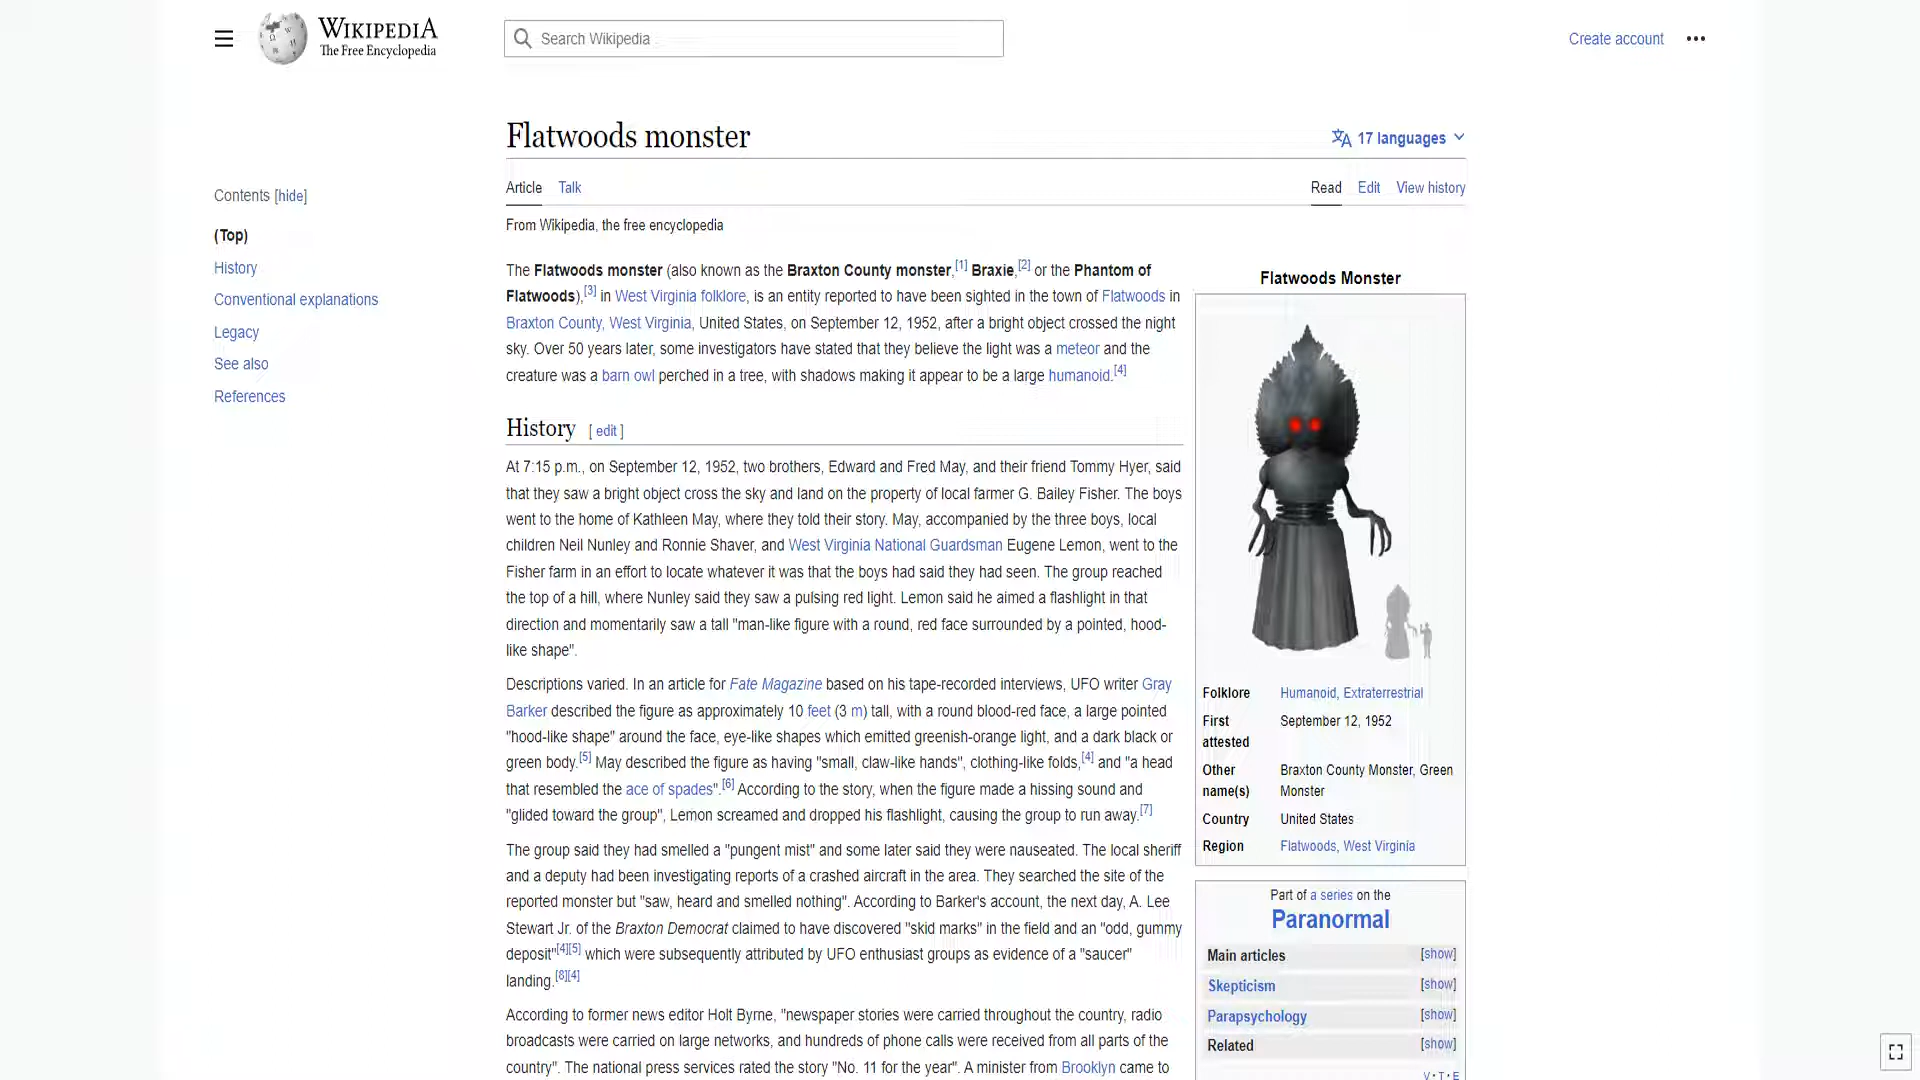 WIKIPEDIA
The Free Encyclopedia
Search Wikipedia
Create account
Flatwoods monster
17 languages
Article Talk
Read Edit View history
From Wikipedia, the free encyclopedia
Contents [hide]
(Top)
History
Conventional explanations
Legacy
See also
References
The Flatwoods monster (also known as the Braxton County monster,[1] Braxie,[2] or the Phantom of
Flatwoods),[3] in West Virginia folklore, is an entity reported to have been sighted in the town of Flatwoods in
Braxton County, West Virginia, United States, on September 12, 1952, after a bright object crossed the night
sky. Over 50 years later, some investigators have stated that they believe the light was a meteor and the
creature was a barn owl perched in a tree, with shadows making it appear to be a large humanoid.[4]
History [ edit ]
At 7:15 p.m., on September 12, 1952, two brothers, Edward and Fred May, and their friend Tommy Hyer, said
that they saw a bright object cross the sky and land on the property of local farmer G. Bailey Fisher. The boys
went to the home of Kathleen May, where they told their story. May, accompanied by the three boys, local
children Neil Nunley and Ronnie Shaver, and West Virginia National Guardsman Eugene Lemon, went to the
Fisher farm in an effort to locate whatever it was that the boys had said they had seen. The group reached
the top of a hill, where Nunley said they saw a pulsing red light. Lemon said he aimed a flashlight in that
direction and momentarily saw a tall "man-like figure with a round, red face surrounded by a pointed, hood-
like shape".
Descriptions varied. In an article for Fate Magazine based on his tape-recorded interviews, UFO writer Gray
Barker described the figure as approximately 10 feet (3 m) tall, with a round blood-red face, a large pointed
"hood-like shape" around the face, eye-like shapes which emitted greenish-orange light, and a dark black or
green body.[5] May described the figure as having "small, claw-like hands", clothing-like folds,[4] and "a head
that resembled the ace of spades".[6] According to the story, when the figure made a hissing sound and
"glided toward the group", Lemon screamed and dropped his flashlight, causing the group to run away.[7]
The group said they had smelled a "pungent mist" and some later said they were nauseated. The local sheriff
and a deputy had been investigating reports of a crashed aircraft in the area. They searched the site of the
reported monster but "saw, heard and smelled nothing". According to Barker's account, the next day, A. Lee
Stewart Jr. of the Braxton Democrat claimed to have discovered "skid marks" in the field and an "odd, gummy
deposit"[4][5] which were subsequently attributed by UFO enthusiast groups as evidence of a "saucer"
landing.[8][4]
According to former news editor Holt Byrne, "newspaper stories were carried throughout the country, radio
broadcasts were carried on large networks, and hundreds of phone calls were received from all parts of the
country". The national press services rated the story "No. 11 for the year". A minister from Brooklyn came to
Flatwoods Monster
Folklore Humanoid, Extraterrestrial
First September 12, 1952
attested
Other Braxton County Monster, Green
name(s) Monster
Country United States
Region Flatwoods, West Virginia
Part of a series on the
Paranormal
Main articles [show]
Skepticism [show]
Parapsychology [show]
Related [show]
V·T·E